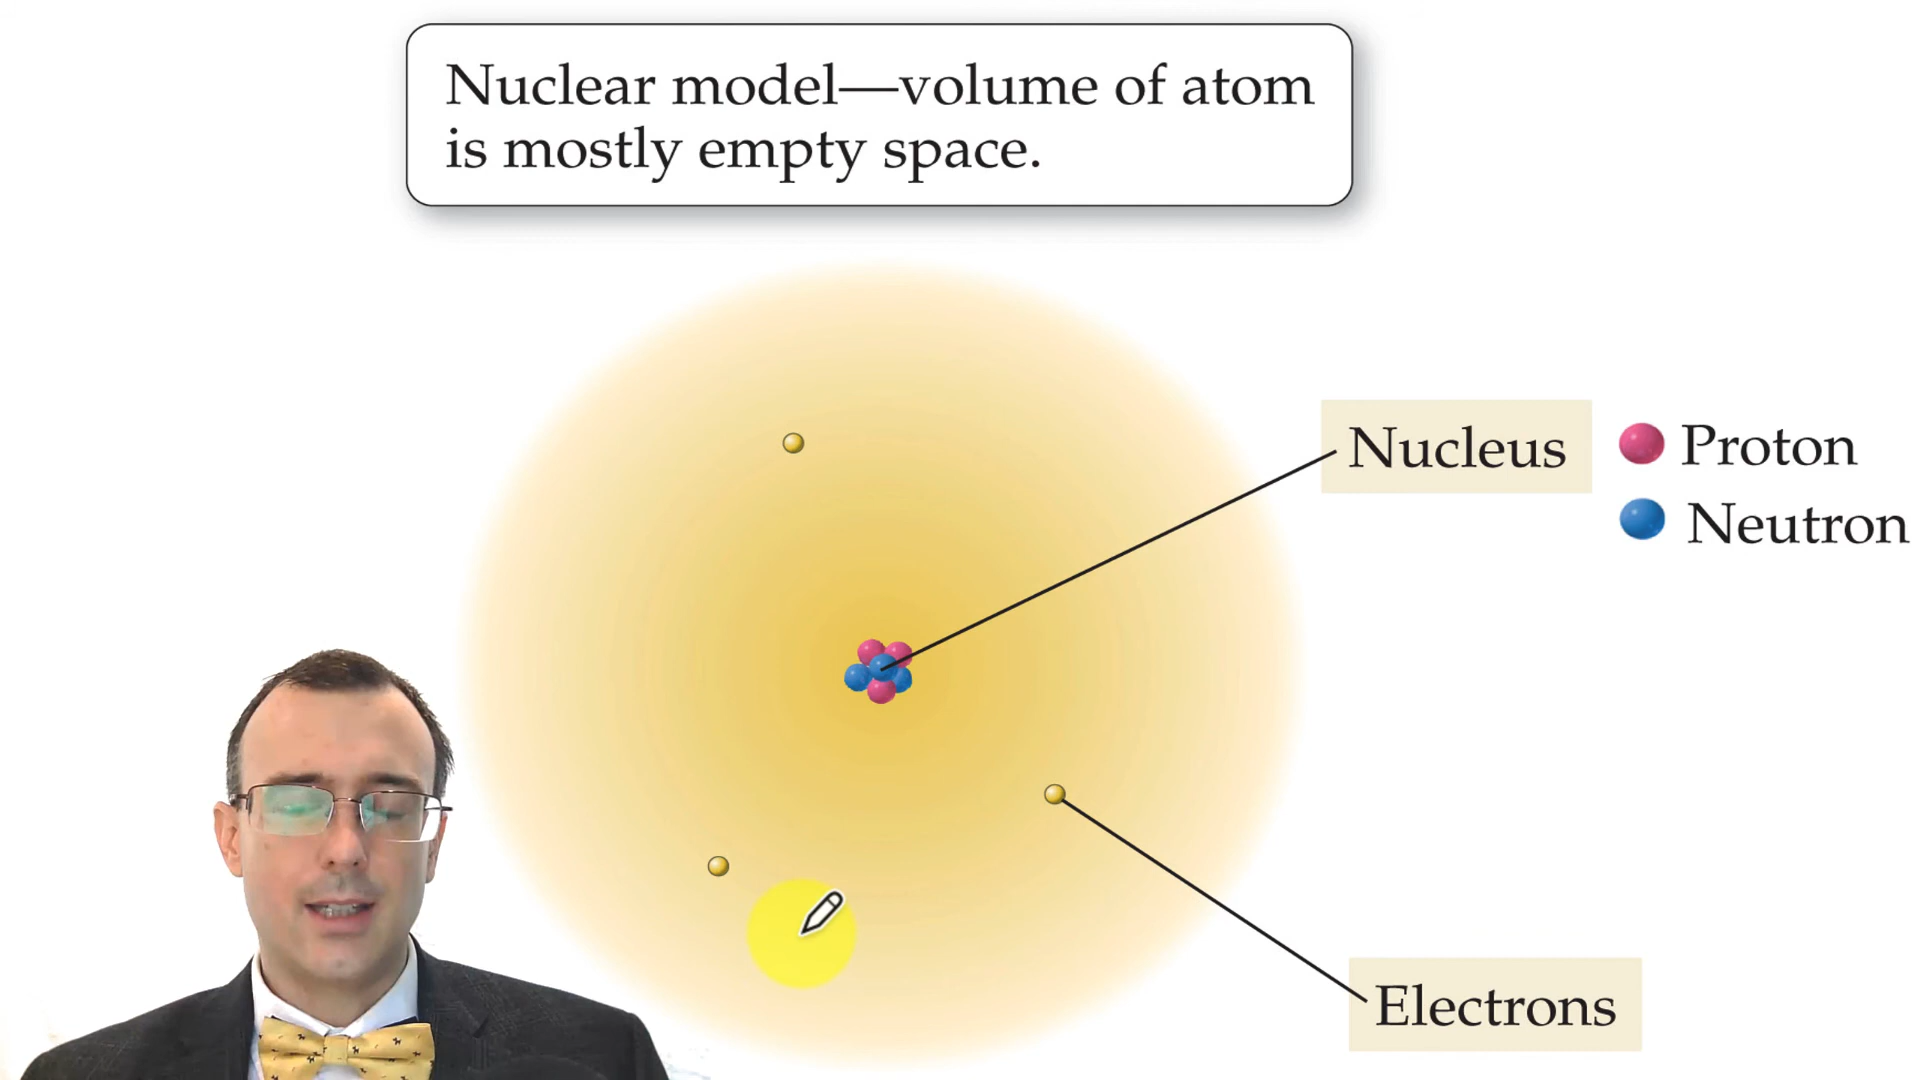 Nuclear model—volume of atom
is mostly empty space.
Nucleus
Proton
Neutron
Electrons